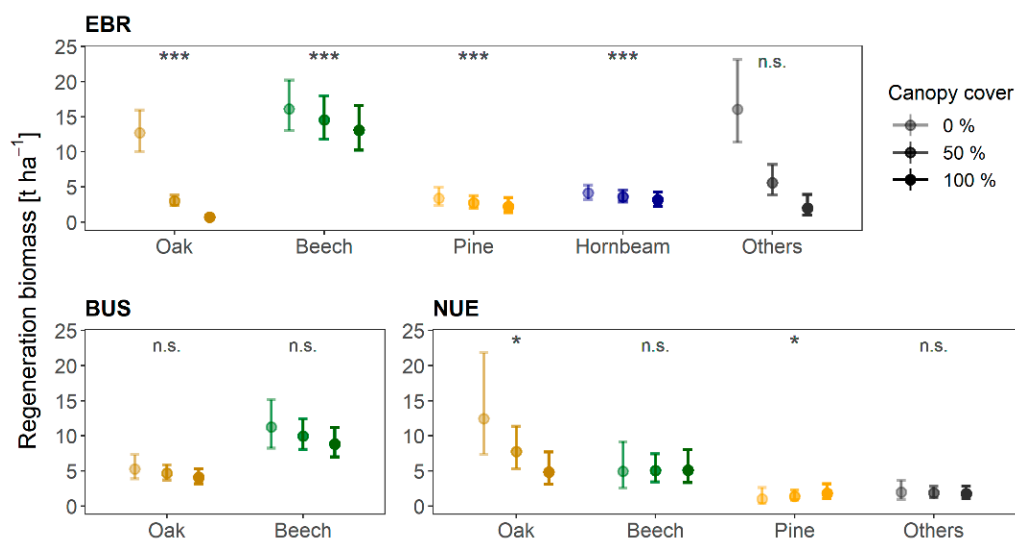 EBR
Regeneration biomass [t ha⁻¹]
25
20
15
10
5
0
*** *** *** *** n.s.
Oak Beech Pine Hornbeam Others
Canopy cover
0 %
50 %
100 %
BUS
25
20
15
10
5
0
n.s. n.s.
Oak Beech
NUE
25
20
15
10
5
0
* n.s. * n.s.
Oak Beech Pine Others